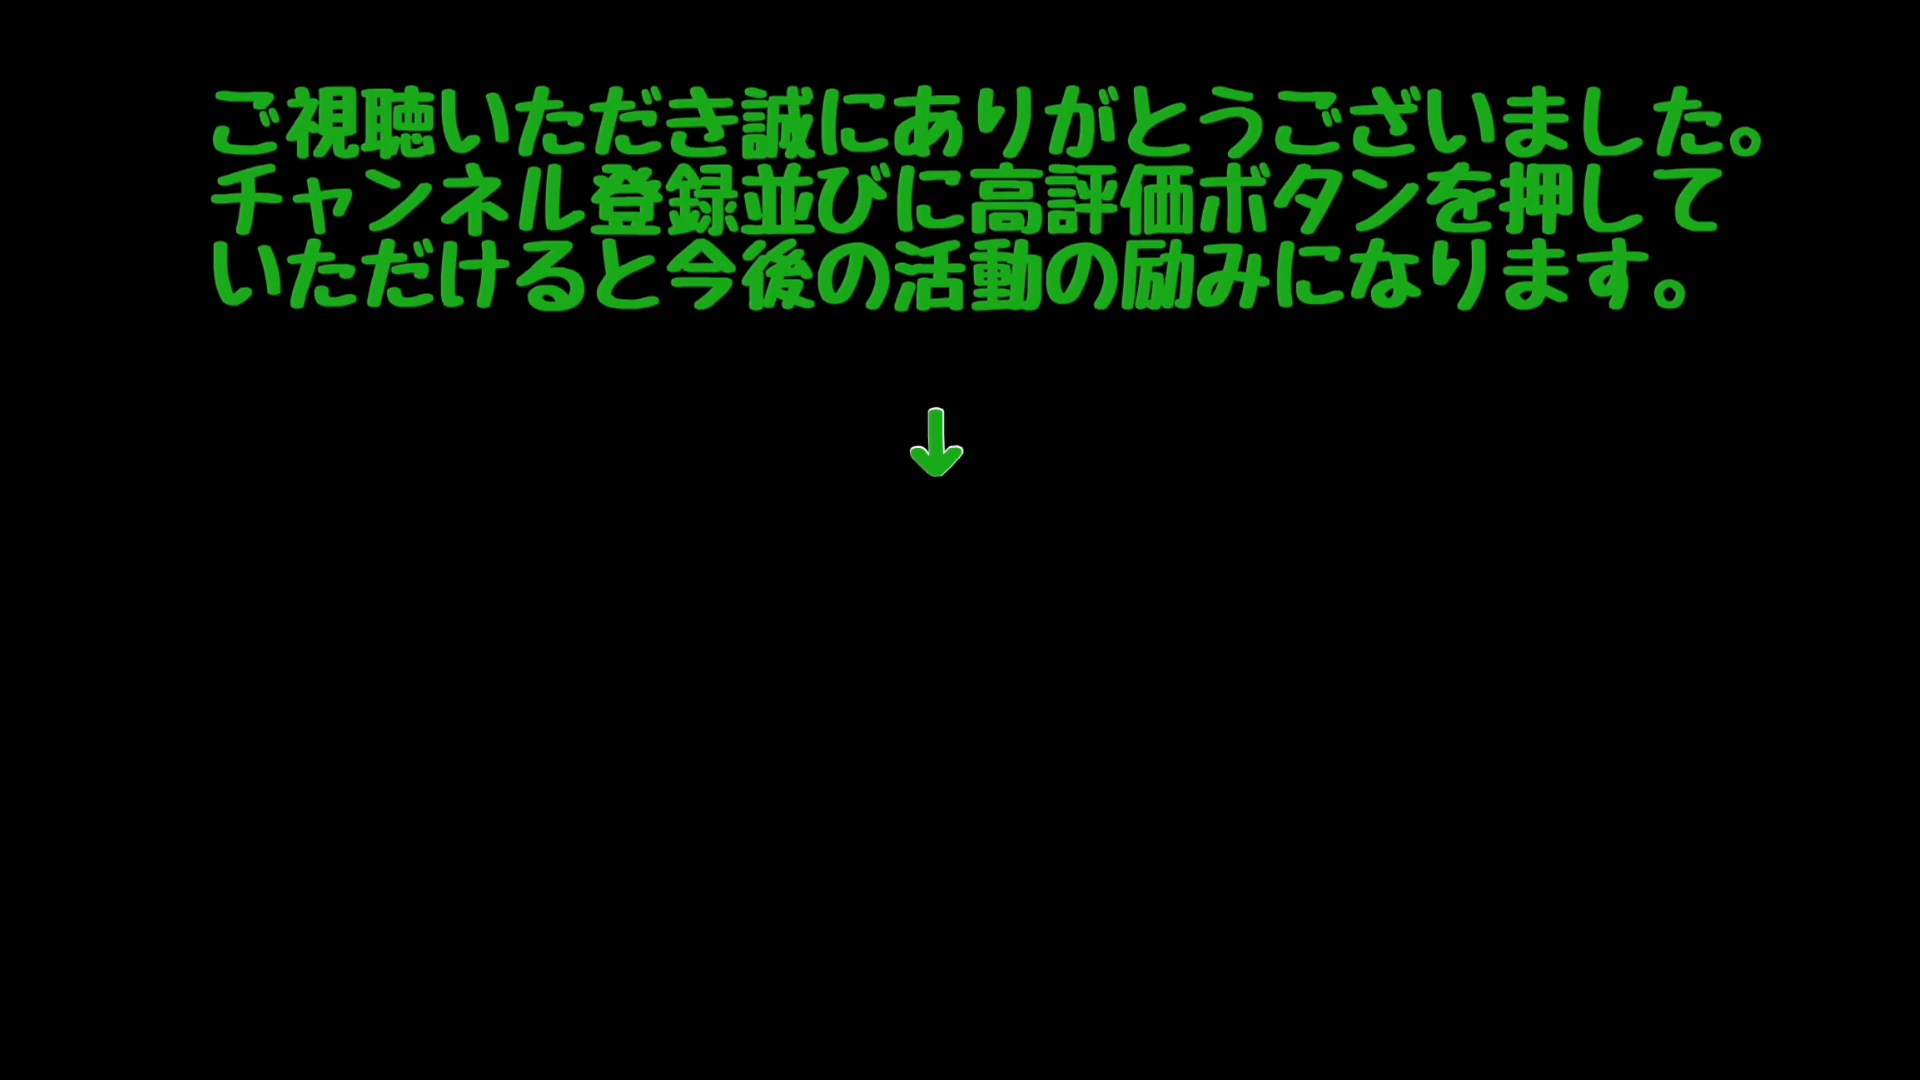 ご視聴いただき誠にありがとうございました。
チャンネル登録並びに高評価ボタンを押して
いただけると今後の活動の励みになります。
↓